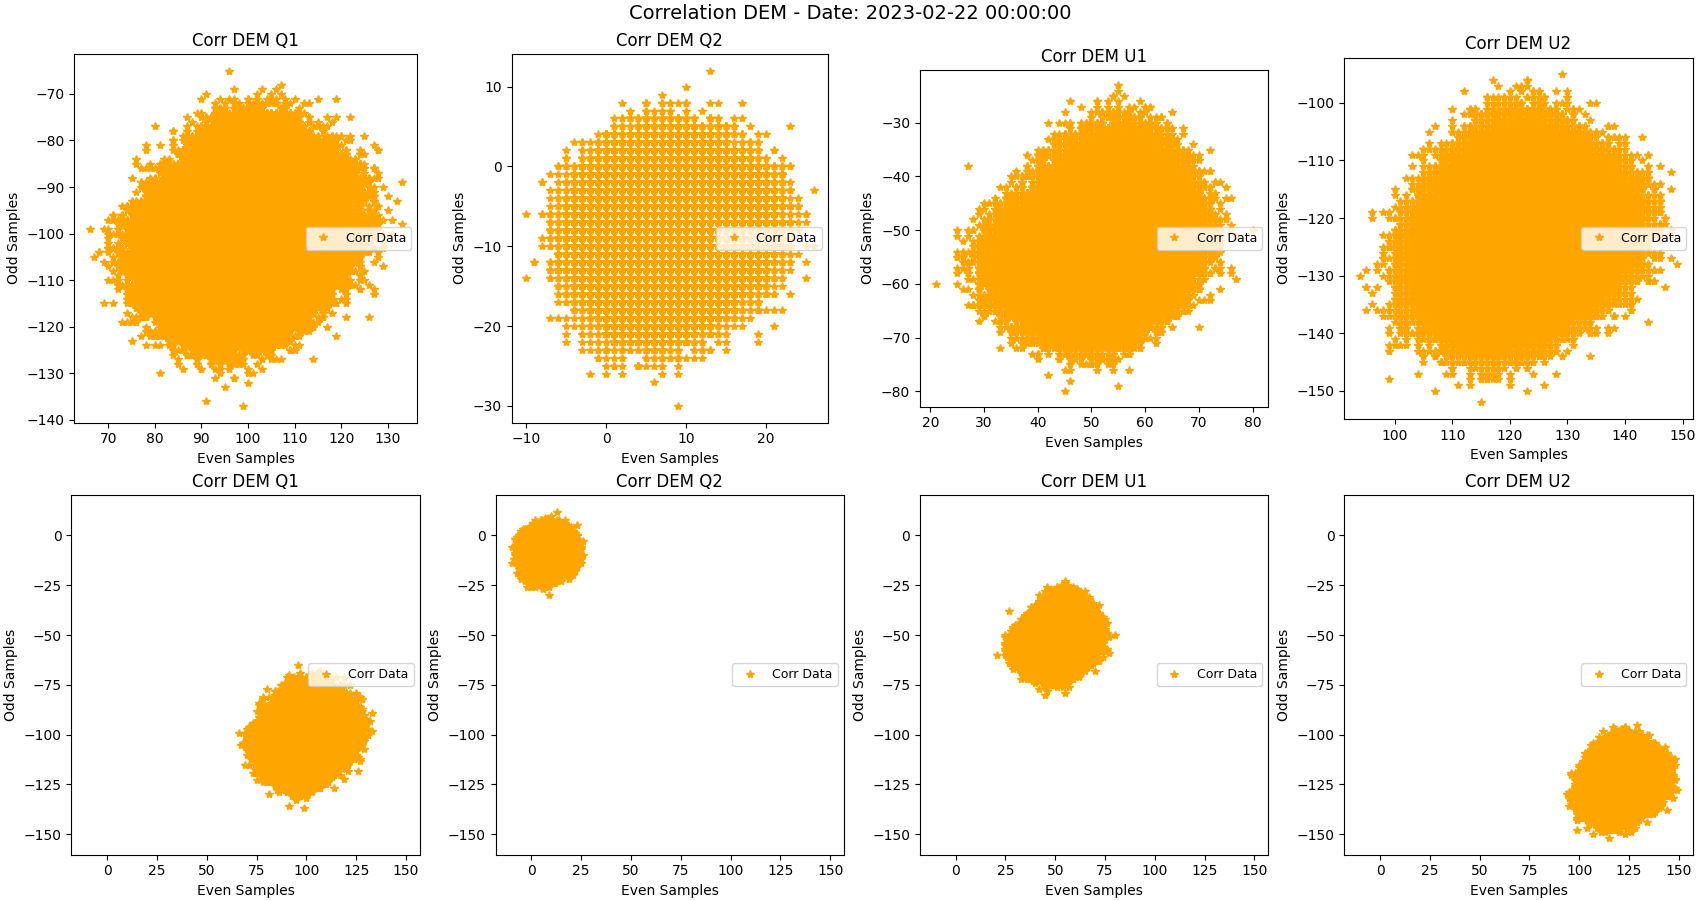 Correlation DEM - Date: 2023-02-22 00:00:00
Corr DEM Q1
Odd Samples
−70
−80
−90
−100
−110
−120
−130
−140
Corr Data
70 80 90 100 110 120 130
Even Samples
Corr DEM Q2
Odd Samples
10
0
−10
−20
−30
Corr Data
−10 0 10 20
Even Samples
Corr DEM U1
Odd Samples
−30
−40
−50
−60
−70
−80
Corr Data
20 30 40 50 60 70 80
Even Samples
Corr DEM U2
Odd Samples
−100
−110
−120
−130
−140
−150
Corr Data
100 110 120 130 140 150
Even Samples
Corr DEM Q1
Odd Samples
0
−25
−50
−75
−100
−125
−150
Corr Data
0 25 50 75 100 125 150
Even Samples
Corr DEM Q2
Odd Samples
0
−25
−50
−75
−100
−125
−150
Corr Data
0 25 50 75 100 125 150
Even Samples
Corr DEM U1
Odd Samples
0
−25
−50
−75
−100
−125
−150
Corr Data
0 25 50 75 100 125 150
Even Samples
Corr DEM U2
Odd Samples
0
−25
−50
−75
−100
−125
−150
Corr Data
0 25 50 75 100 125 150
Even Samples